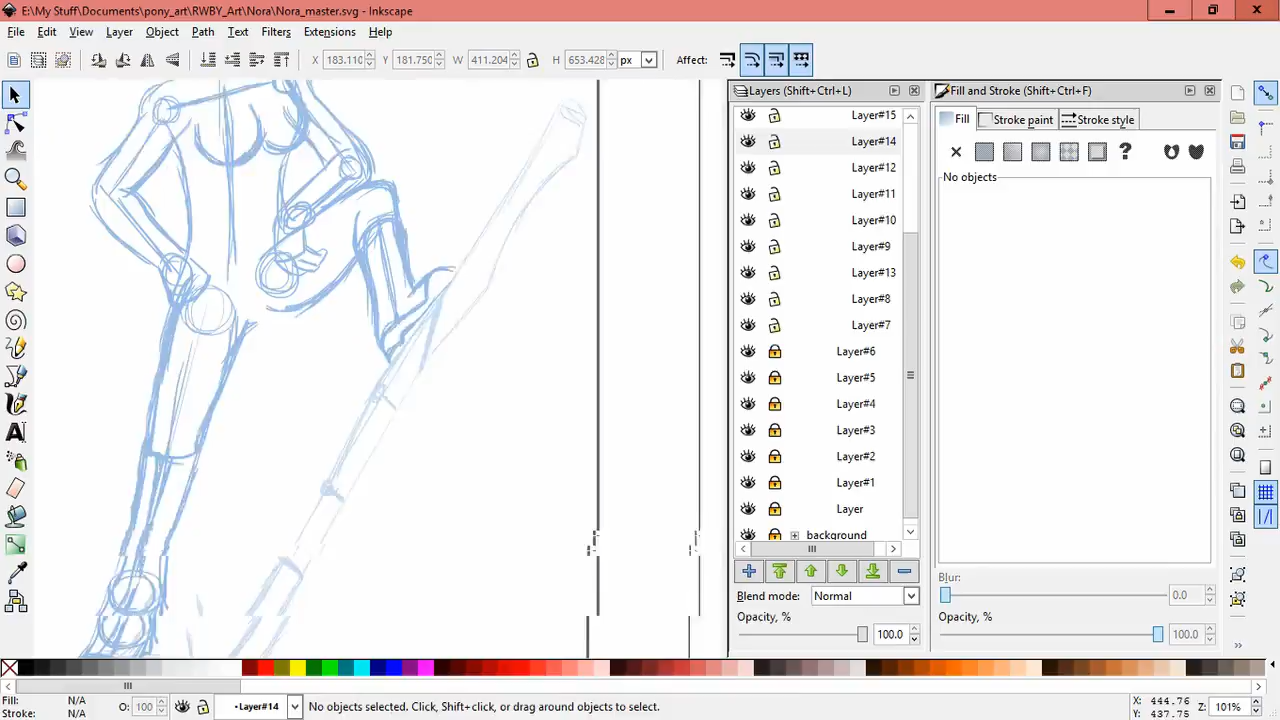 E:\My Stuff\Documents\pony_art\RWBY_Art\Nora\Nora_master.svg - Inkscape
File Edit View Layer Object Path Text Filters Extensions Help
X 183.110 Y 181.750 W 411.204 H 653.428 px Affect:
Layers (Shift+Ctrl+L)
Fill and Stroke (Shift+Ctrl+F)
Fill Stroke paint Stroke style
No objects
Layer#15
Layer#14
Layer#12
Layer#11
Layer#10
Layer#9
Layer#13
Layer#8
Layer#7
Layer#6
Layer#5
Layer#4
Layer#3
Layer#2
Layer#1
Layer
background
Blend mode: Normal
Opacity, %
100.0
Blur:
0.0
Opacity, %
100.0
Fill: N/A
Stroke: N/A
O: 100
•Layer#14
No objects selected. Click, Shift+click, or drag around objects to select.
X: 444.76
Y: 437.75
Z: 101%